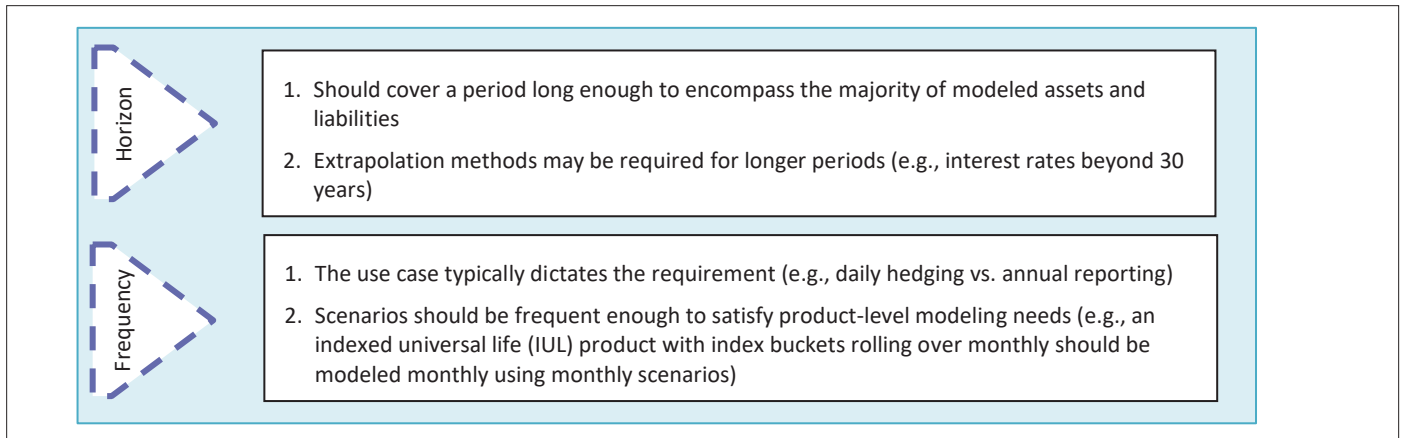 Horizon
1. Should cover a period long enough to encompass the majority of modeled assets and
liabilities
2. Extrapolation methods may be required for longer periods (e.g., interest rates beyond 30
years)
Frequency
1. The use case typically dictates the requirement (e.g., daily hedging vs. annual reporting)
2. Scenarios should be frequent enough to satisfy product-level modeling needs (e.g., an
indexed universal life (IUL) product with index buckets rolling over monthly should be
modeled monthly using monthly scenarios)